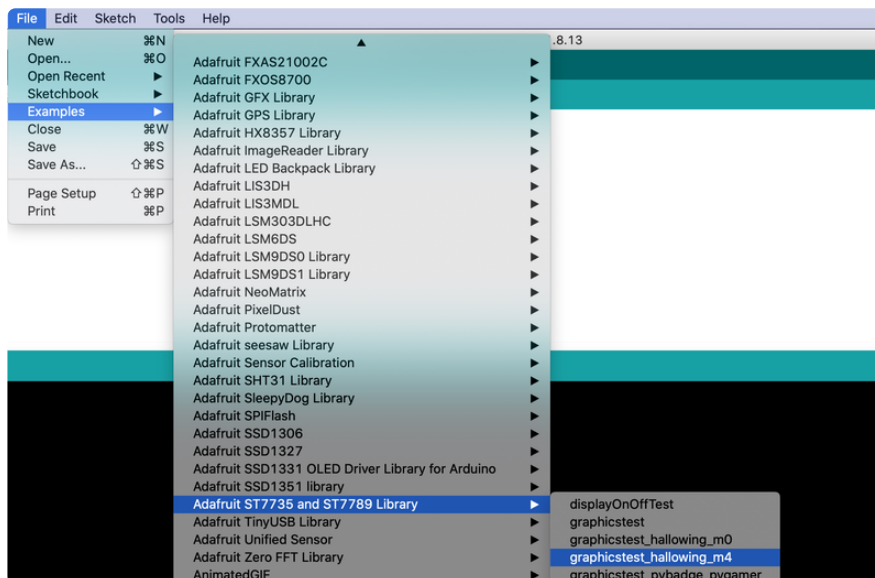 File Edit Sketch Tools Help
.8.13
New ⌘N
Open... ⌘O
Open Recent ▶
Sketchbook ▶
Examples ▶
Close ⌘W
Save ⌘S
Save As... ⇧⌘S
Page Setup ⇧⌘P
Print ⌘P
▲
Adafruit FXAS21002C ▶
Adafruit FXOS8700 ▶
Adafruit GFX Library ▶
Adafruit GPS Library ▶
Adafruit HX8357 Library ▶
Adafruit ImageReader Library ▶
Adafruit LED Backpack Library ▶
Adafruit LIS3DH ▶
Adafruit LIS3MDL ▶
Adafruit LSM303DLHC ▶
Adafruit LSM6DS ▶
Adafruit LSM9DS0 Library ▶
Adafruit LSM9DS1 Library ▶
Adafruit NeoMatrix ▶
Adafruit PixelDust ▶
Adafruit Protomatter ▶
Adafruit seesaw Library ▶
Adafruit Sensor Calibration ▶
Adafruit SHT31 Library ▶
Adafruit SleepyDog Library ▶
Adafruit SPIFlash ▶
Adafruit SSD1306 ▶
Adafruit SSD1327 ▶
Adafruit SSD1331 OLED Driver Library for Arduino ▶
Adafruit SSD1351 library ▶
Adafruit ST7735 and ST7789 Library ▶
Adafruit TinyUSB Library ▶
Adafruit Unified Sensor ▶
Adafruit Zero FFT Library ▶
AnimatedGIF ▶
displayOnOffTest
graphicstest
graphicstest_hallowing_m0
graphicstest_hallowing_m4
graphicstest_pybadge_pygamer